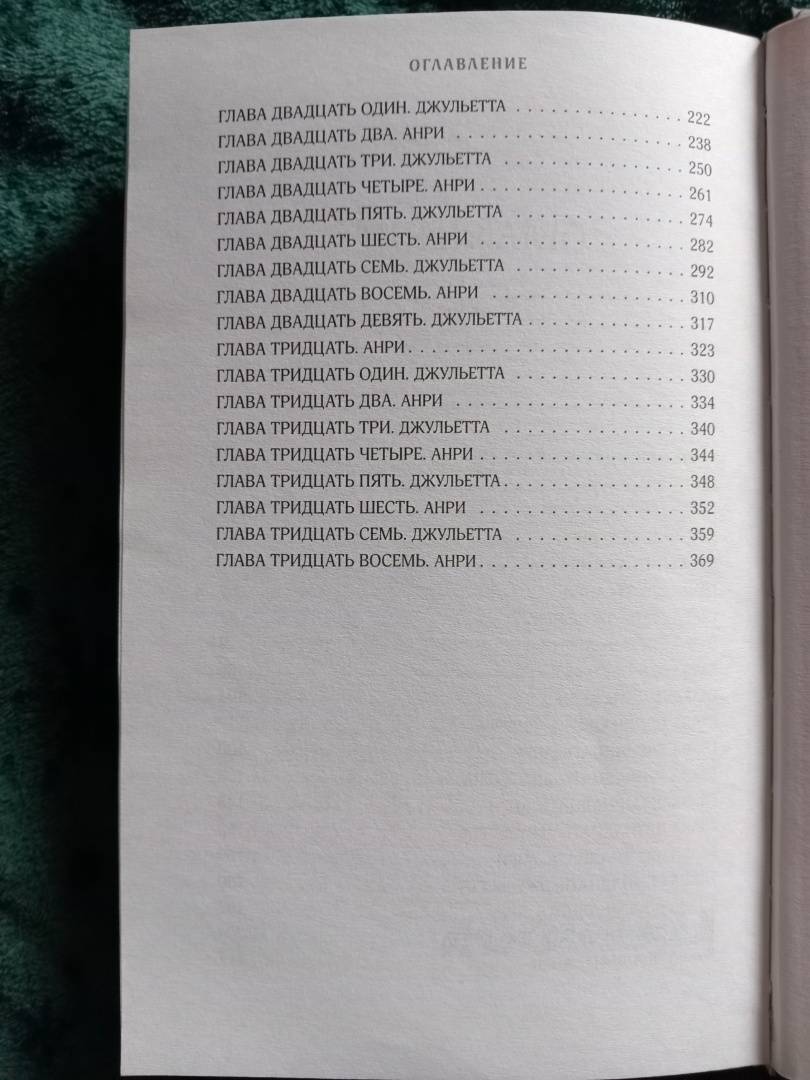 ОГЛАВЛЕНИЕ
ГЛАВА ДВАДЦАТЬ ОДИН. ДЖУЛЬЕТТА . . . . . . . . . . . . . . . 222
ГЛАВА ДВАДЦАТЬ ДВА. АНРИ . . . . . . . . . . . . . . . . . . . . 238
ГЛАВА ДВАДЦАТЬ ТРИ. ДЖУЛЬЕТТА . . . . . . . . . . . . . . . . 250
ГЛАВА ДВАДЦАТЬ ЧЕТЫРЕ. АНРИ . . . . . . . . . . . . . . . . . . 261
ГЛАВА ДВАДЦАТЬ ПЯТЬ. ДЖУЛЬЕТТА . . . . . . . . . . . . . . . 274
ГЛАВА ДВАДЦАТЬ ШЕСТЬ. АНРИ . . . . . . . . . . . . . . . . . . 282
ГЛАВА ДВАДЦАТЬ СЕМЬ. ДЖУЛЬЕТТА . . . . . . . . . . . . . . . 292
ГЛАВА ДВАДЦАТЬ ВОСЕМЬ. АНРИ . . . . . . . . . . . . . . . . . 310
ГЛАВА ДВАДЦАТЬ ДЕВЯТЬ. ДЖУЛЬЕТТА . . . . . . . . . . . . . . 317
ГЛАВА ТРИДЦАТЬ. АНРИ . . . . . . . . . . . . . . . . . . . . . . . . 323
ГЛАВА ТРИДЦАТЬ ОДИН. ДЖУЛЬЕТТА . . . . . . . . . . . . . . . 330
ГЛАВА ТРИДЦАТЬ ДВА. АНРИ . . . . . . . . . . . . . . . . . . . . 334
ГЛАВА ТРИДЦАТЬ ТРИ. ДЖУЛЬЕТТА . . . . . . . . . . . . . . . . 340
ГЛАВА ТРИДЦАТЬ ЧЕТЫРЕ. АНРИ . . . . . . . . . . . . . . . . . . 344
ГЛАВА ТРИДЦАТЬ ПЯТЬ. ДЖУЛЬЕТТА . . . . . . . . . . . . . . . . 348
ГЛАВА ТРИДЦАТЬ ШЕСТЬ. АНРИ . . . . . . . . . . . . . . . . . . 352
ГЛАВА ТРИДЦАТЬ СЕМЬ. ДЖУЛЬЕТТА . . . . . . . . . . . . . . . 359
ГЛАВА ТРИДЦАТЬ ВОСЕМЬ. АНРИ . . . . . . . . . . . . . . . . . . 369